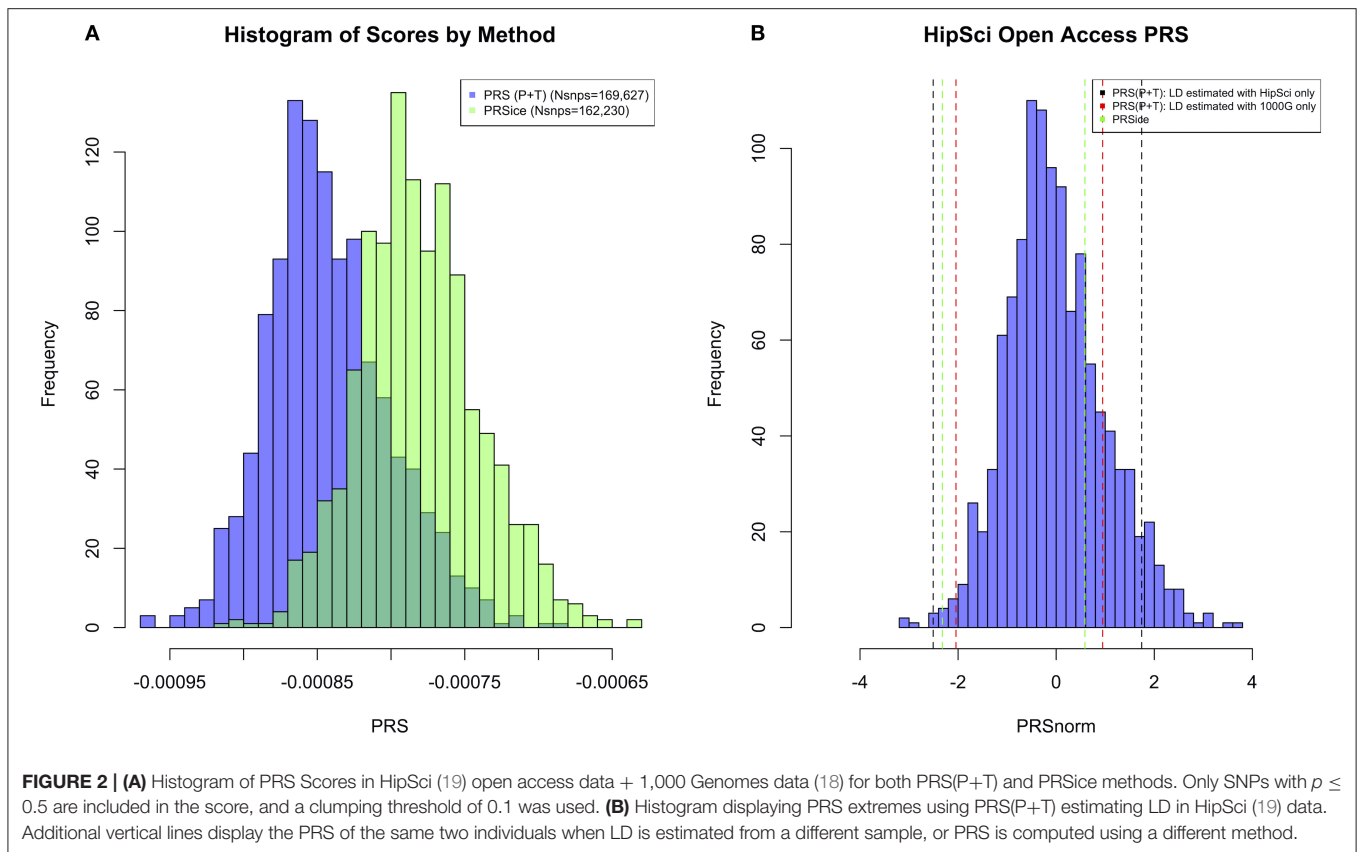 A
Histogram of Scores by Method
PRS (P+T) (Nsnps=169,627)
PRSice (Nsnps=162,230)
Frequency
0
20
40
60
80
100
120
-0.00095
-0.00085
-0.00075
-0.00065
PRS
B
HipSci Open Access PRS
PRS(P+T): LD estimated with HipSci only
PRS(P+T): LD estimated with 1000G only
PRSice
Frequency
0
20
40
60
80
100
-4
-2
0
2
4
PRSnorm
FIGURE 2 | (A) Histogram of PRS Scores in HipSci (19) open access data + 1,000 Genomes data (18) for both PRS(P+T) and PRSice methods. Only SNPs with p ≤
0.5 are included in the score, and a clumping threshold of 0.1 was used. (B) Histogram displaying PRS extremes using PRS(P+T) estimating LD in HipSci (19) data.
Additional vertical lines display the PRS of the same two individuals when LD is estimated from a different sample, or PRS is computed using a different method.